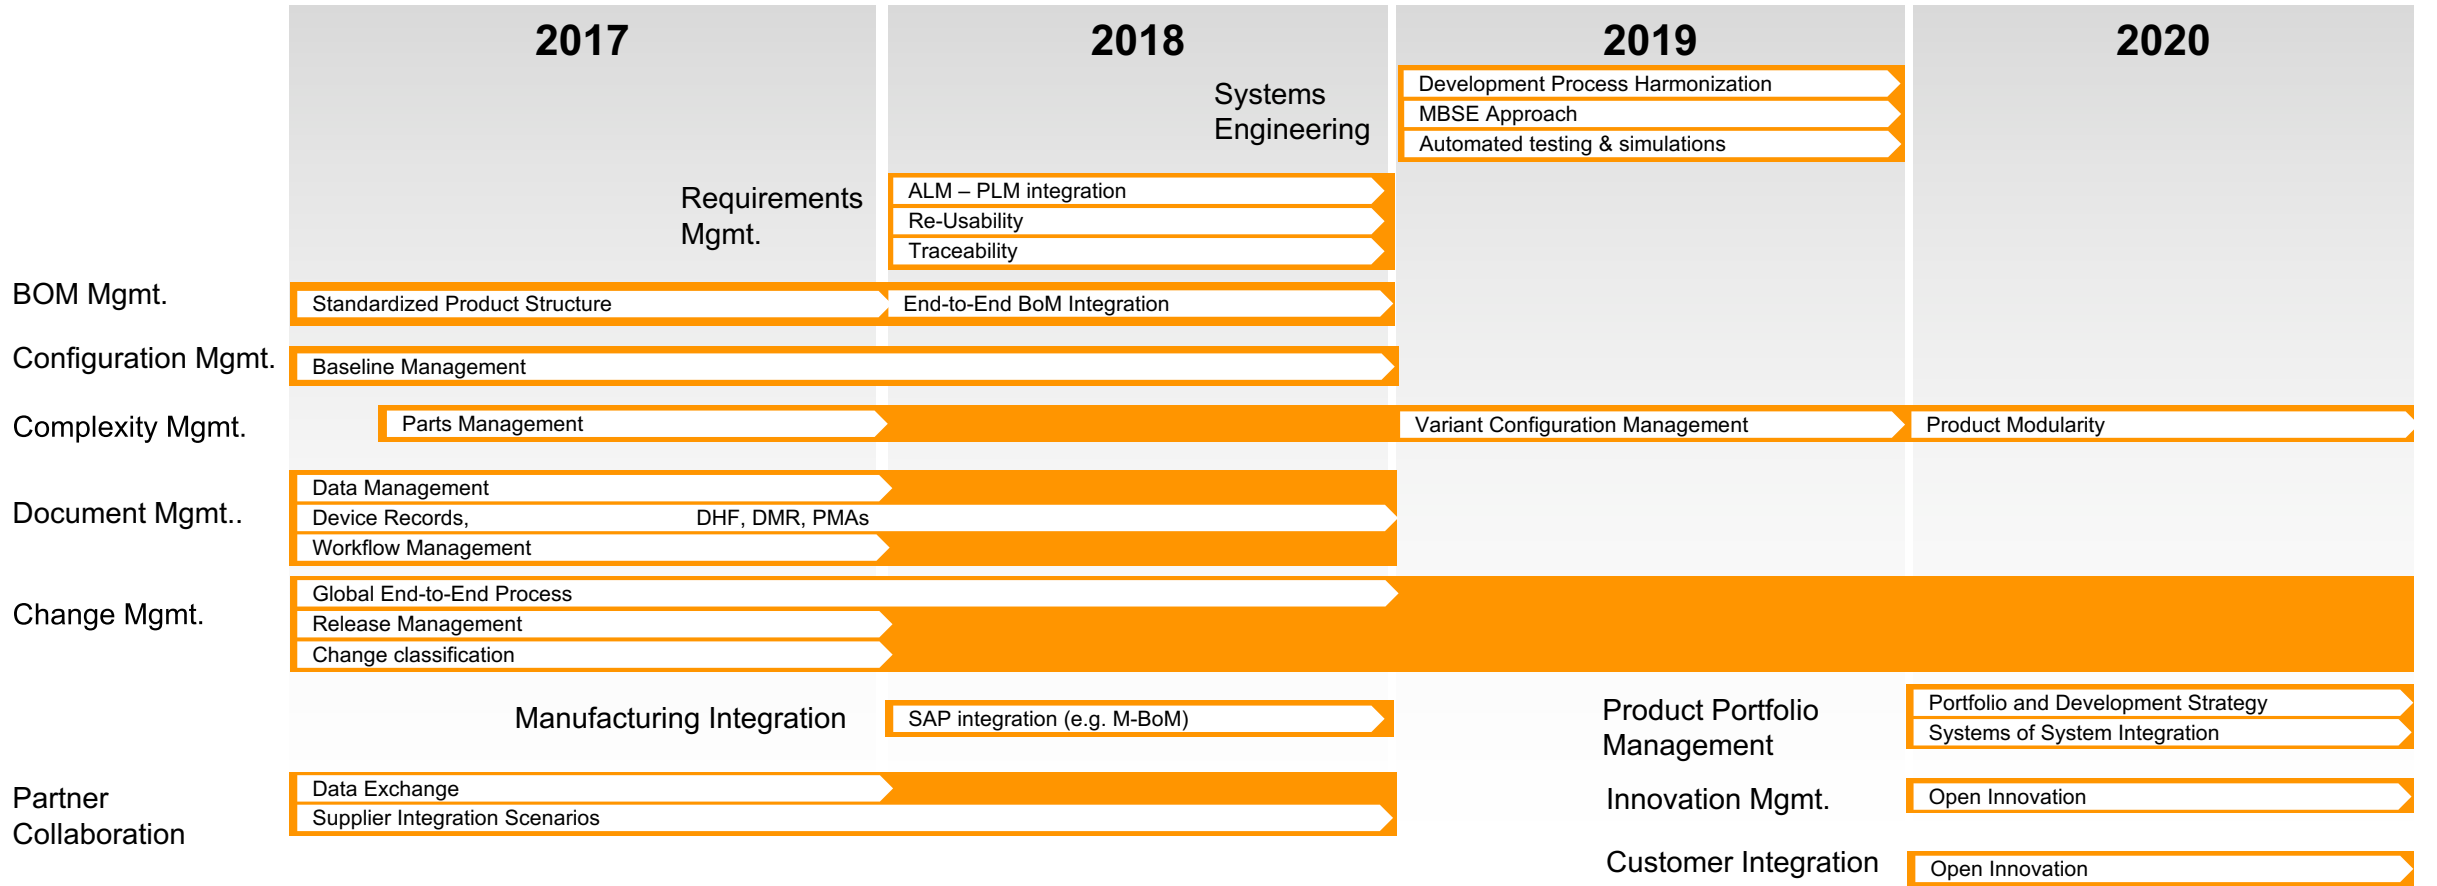 2017 2018 2019 2020
Systems
Engineering
Development Process Harmonization
MBSE Approach
Automated testing & simulations
Requirements
Mgmt.
ALM – PLM integration
Re-Usability
Traceability
BOM Mgmt.
Standardized Product Structure
End-to-End BoM Integration
Configuration Mgmt.
Baseline Management
Complexity Mgmt.
Parts Management
Variant Configuration Management
Product Modularity
Document Mgmt..
Data Management
Device Records, DHF, DMR, PMAs
Workflow Management
Change Mgmt.
Global End-to-End Process
Release Management
Change classification
Manufacturing Integration
SAP integration (e.g. M-BoM)
Product Portfolio
Management
Portfolio and Development Strategy
Systems of System Integration
Partner
Collaboration
Data Exchange
Supplier Integration Scenarios
Innovation Mgmt.
Open Innovation
Customer Integration
Open Innovation